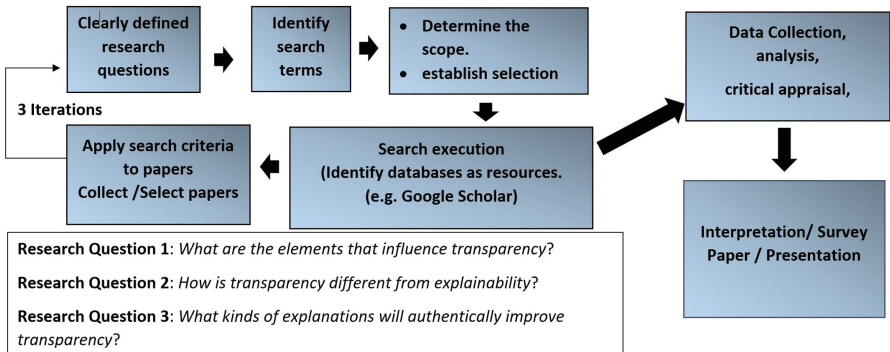 Clearly defined
research
questions
Identify
search
terms
• Determine the
scope.
• establish selection
Data Collection,
analysis,
critical appraisal,
3 Iterations
Apply search criteria
to papers
Collect /Select papers
Search execution
(Identify databases as resources.
(e.g. Google Scholar)
Interpretation/ Survey
Paper / Presentation
Research Question 1: What are the elements that influence transparency?
Research Question 2: How is transparency different from explainability?
Research Question 3: What kinds of explanations will authentically improve
transparency?